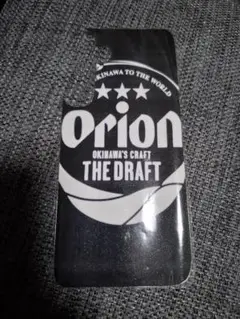 OKINAWA TO THE WORLD
★★★
Orion
OKINAWA'S CRAFT
THE DRAFT